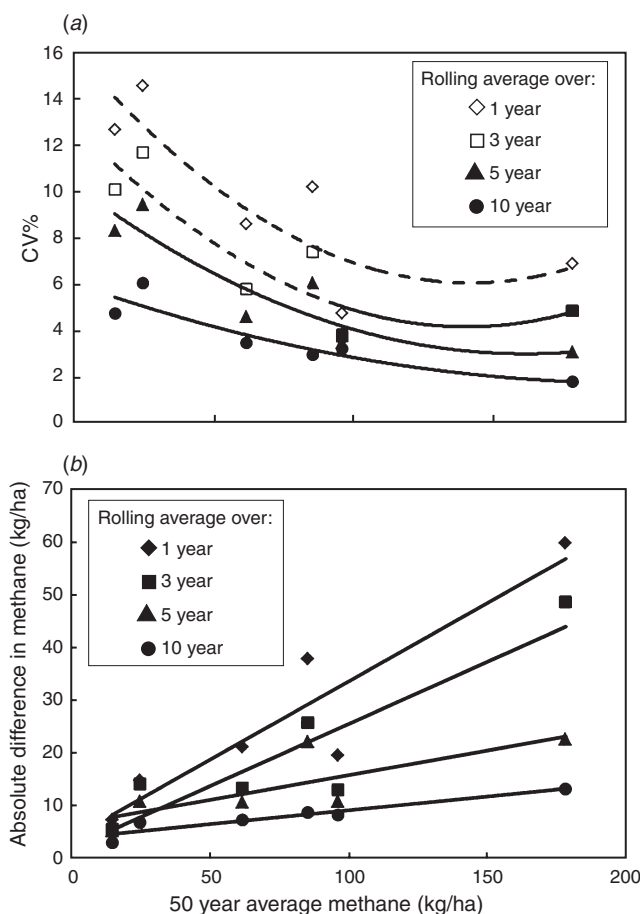 (a)
16
14
12
10
8
6
4
2
0
CV%
Rolling average over:
1 year
3 year
5 year
10 year
(b)
70
60
50
40
30
20
10
0
Absolute difference in methane (kg/ha)
Rolling average over:
1 year
3 year
5 year
10 year
0 50 100 150 200
50 year average methane (kg/ha)